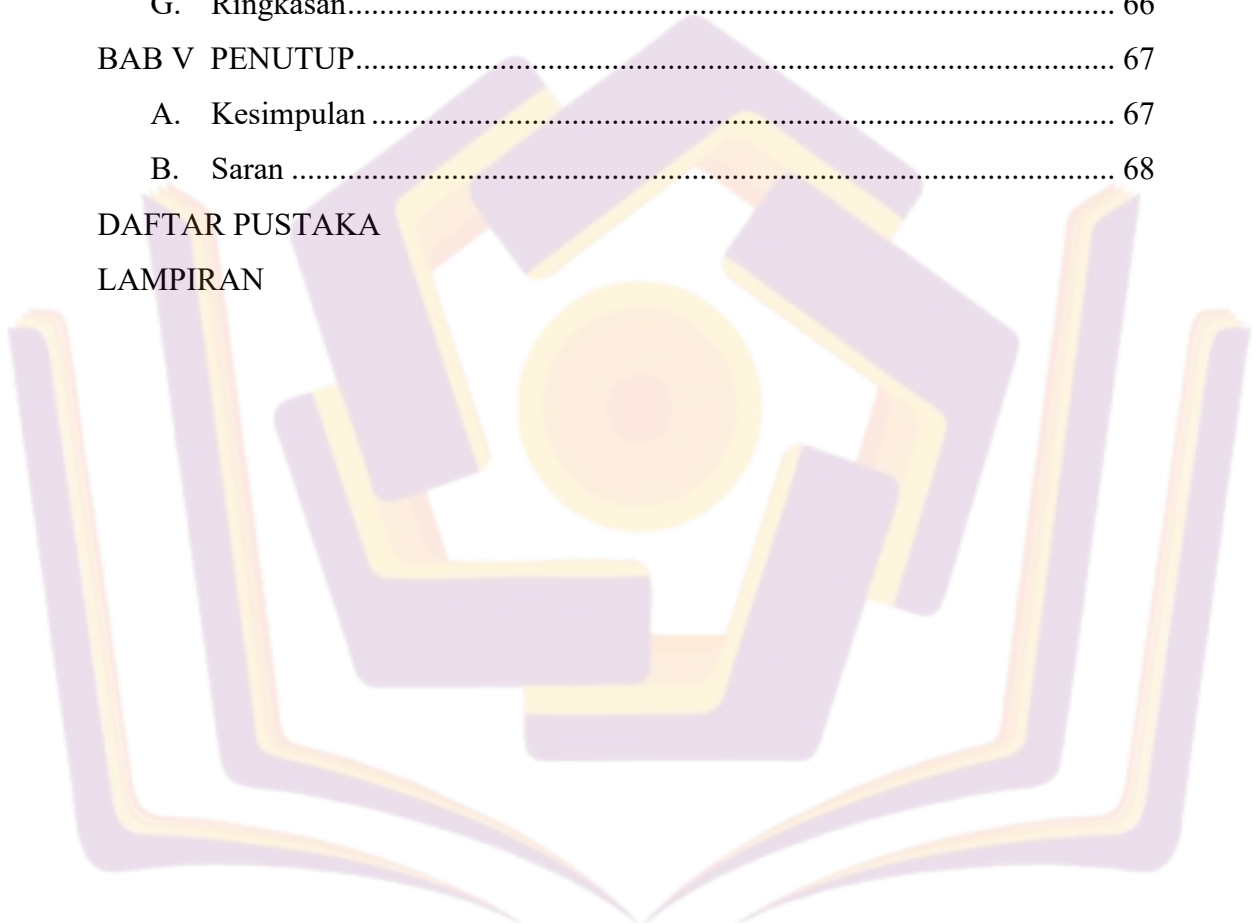 G. Ringkasan.................................................................................................. 66
BAB V PENUTUP................................................................................................. 67
A. Kesimpulan ............................................................................................... 67
B. Saran ......................................................................................................... 68
DAFTAR PUSTAKA
LAMPIRAN